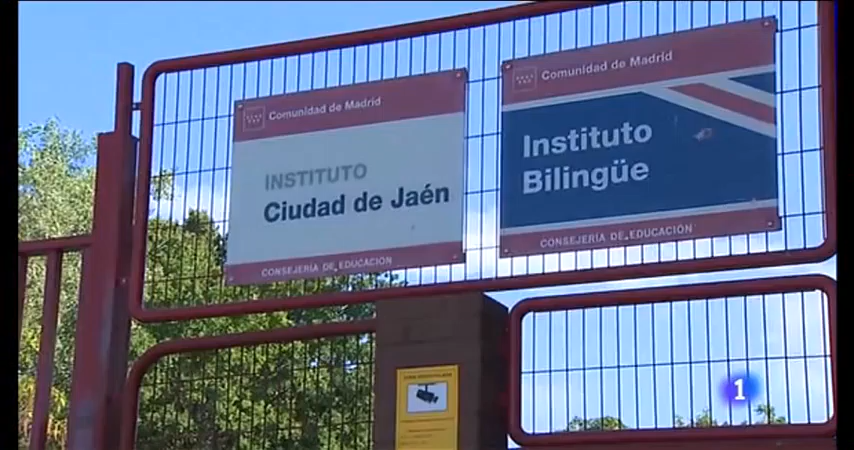 Comunidad de Madrid
INSTITUTO
Ciudad de Jaén
CONSEJERÍA DE EDUCACIÓN
Comunidad de Madrid
Instituto
Bilingüe
CONSEJERÍA DE EDUCACIÓN
1